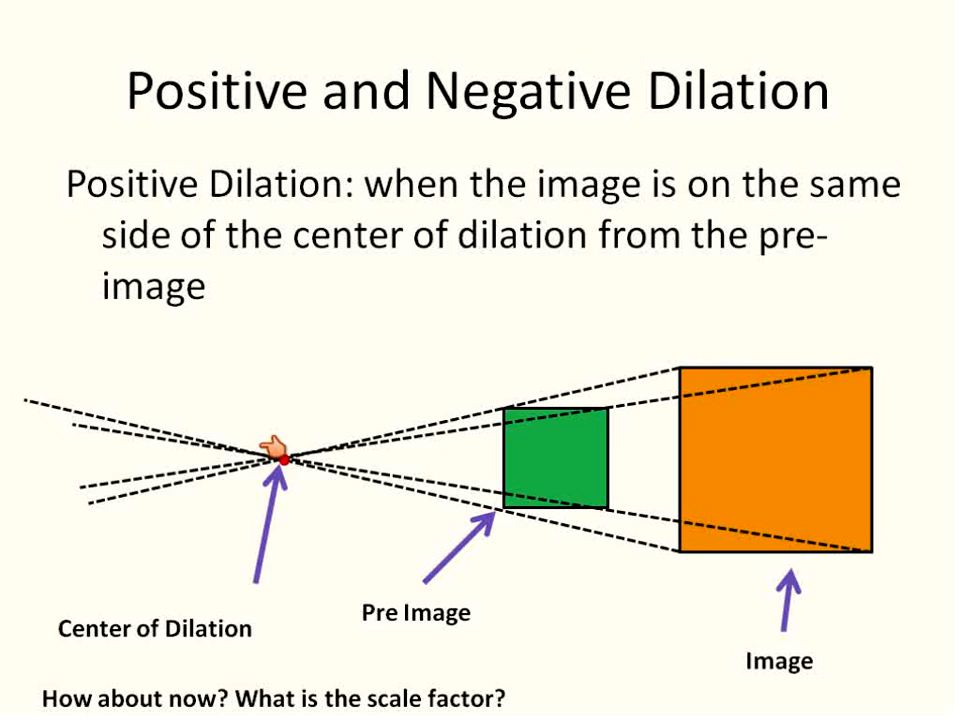 Positive and Negative Dilation
Positive Dilation: when the image is on the same
side of the center of dilation from the pre-
image
Pre Image
Center of Dilation
Image
How about now? What is the scale factor?